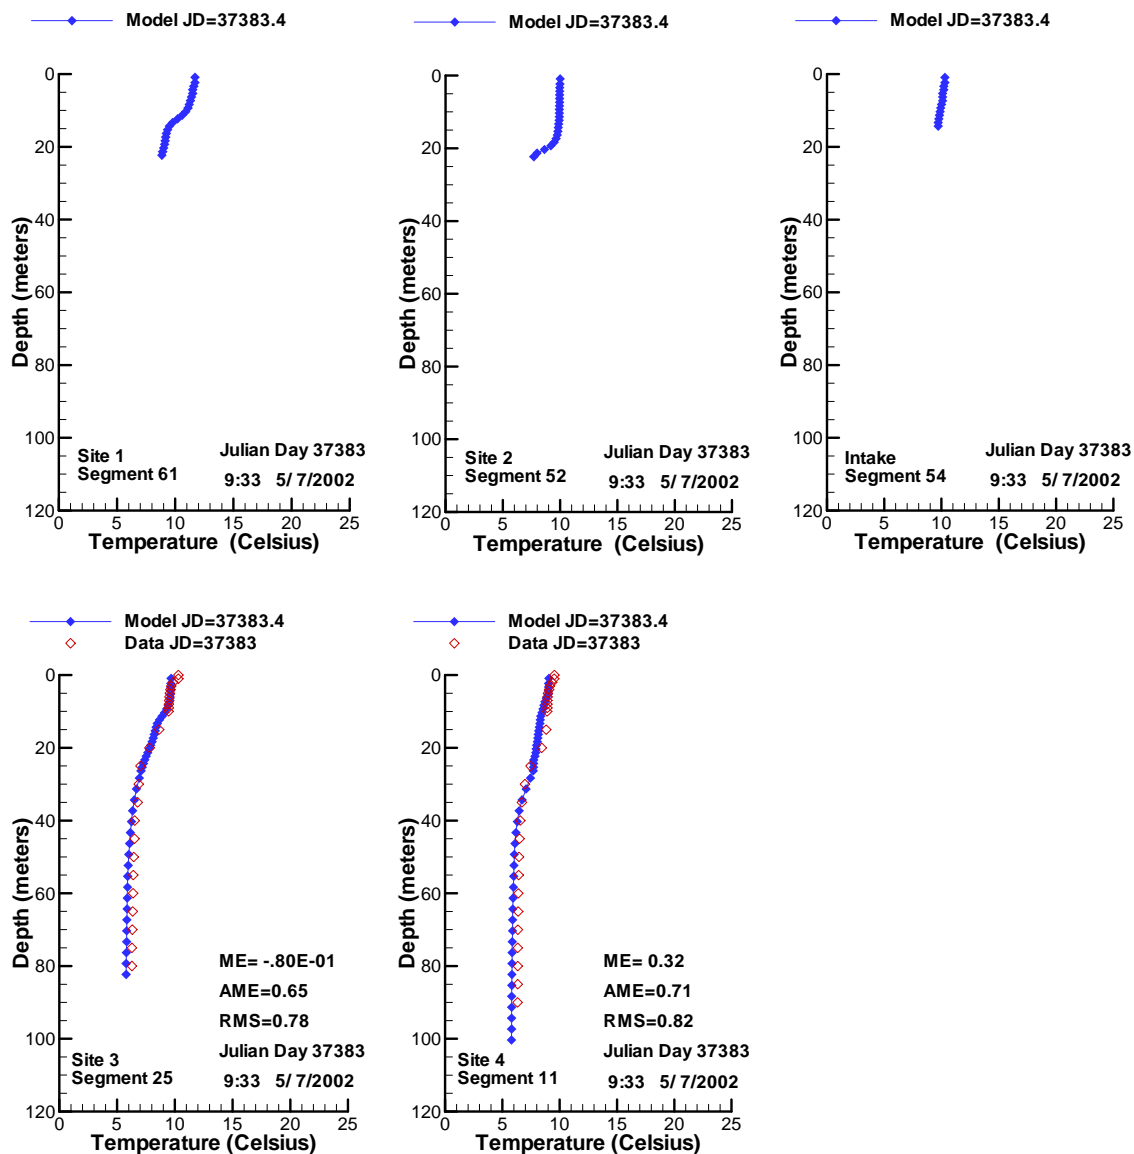 Model JD=37383.4
0
20
40
60
80
100
120
Depth (meters)
Site 1
Segment 61
Julian Day 37383
9:33 5/ 7/2002
0 5 10 15 20 25
Temperature (Celsius)
Model JD=37383.4
0
20
40
60
80
100
120
Depth (meters)
Site 2
Segment 52
Julian Day 37383
9:33 5/ 7/2002
0 5 10 15 20 25
Temperature (Celsius)
Model JD=37383.4
0
20
40
60
80
100
120
Depth (meters)
Intake
Segment 54
Julian Day 37383
9:33 5/ 7/2002
0 5 10 15 20 25
Temperature (Celsius)
Model JD=37383.4
Data JD=37383
0
20
40
60
80
100
120
Depth (meters)
ME= -.80E-01
AME=0.65
RMS=0.78
Site 3
Segment 25
Julian Day 37383
9:33 5/ 7/2002
0 5 10 15 20 25
Temperature (Celsius)
Model JD=37383.4
Data JD=37383
0
20
40
60
80
100
120
Depth (meters)
ME= 0.32
AME=0.71
RMS=0.82
Site 4
Segment 11
Julian Day 37383
9:33 5/ 7/2002
0 5 10 15 20 25
Temperature (Celsius)